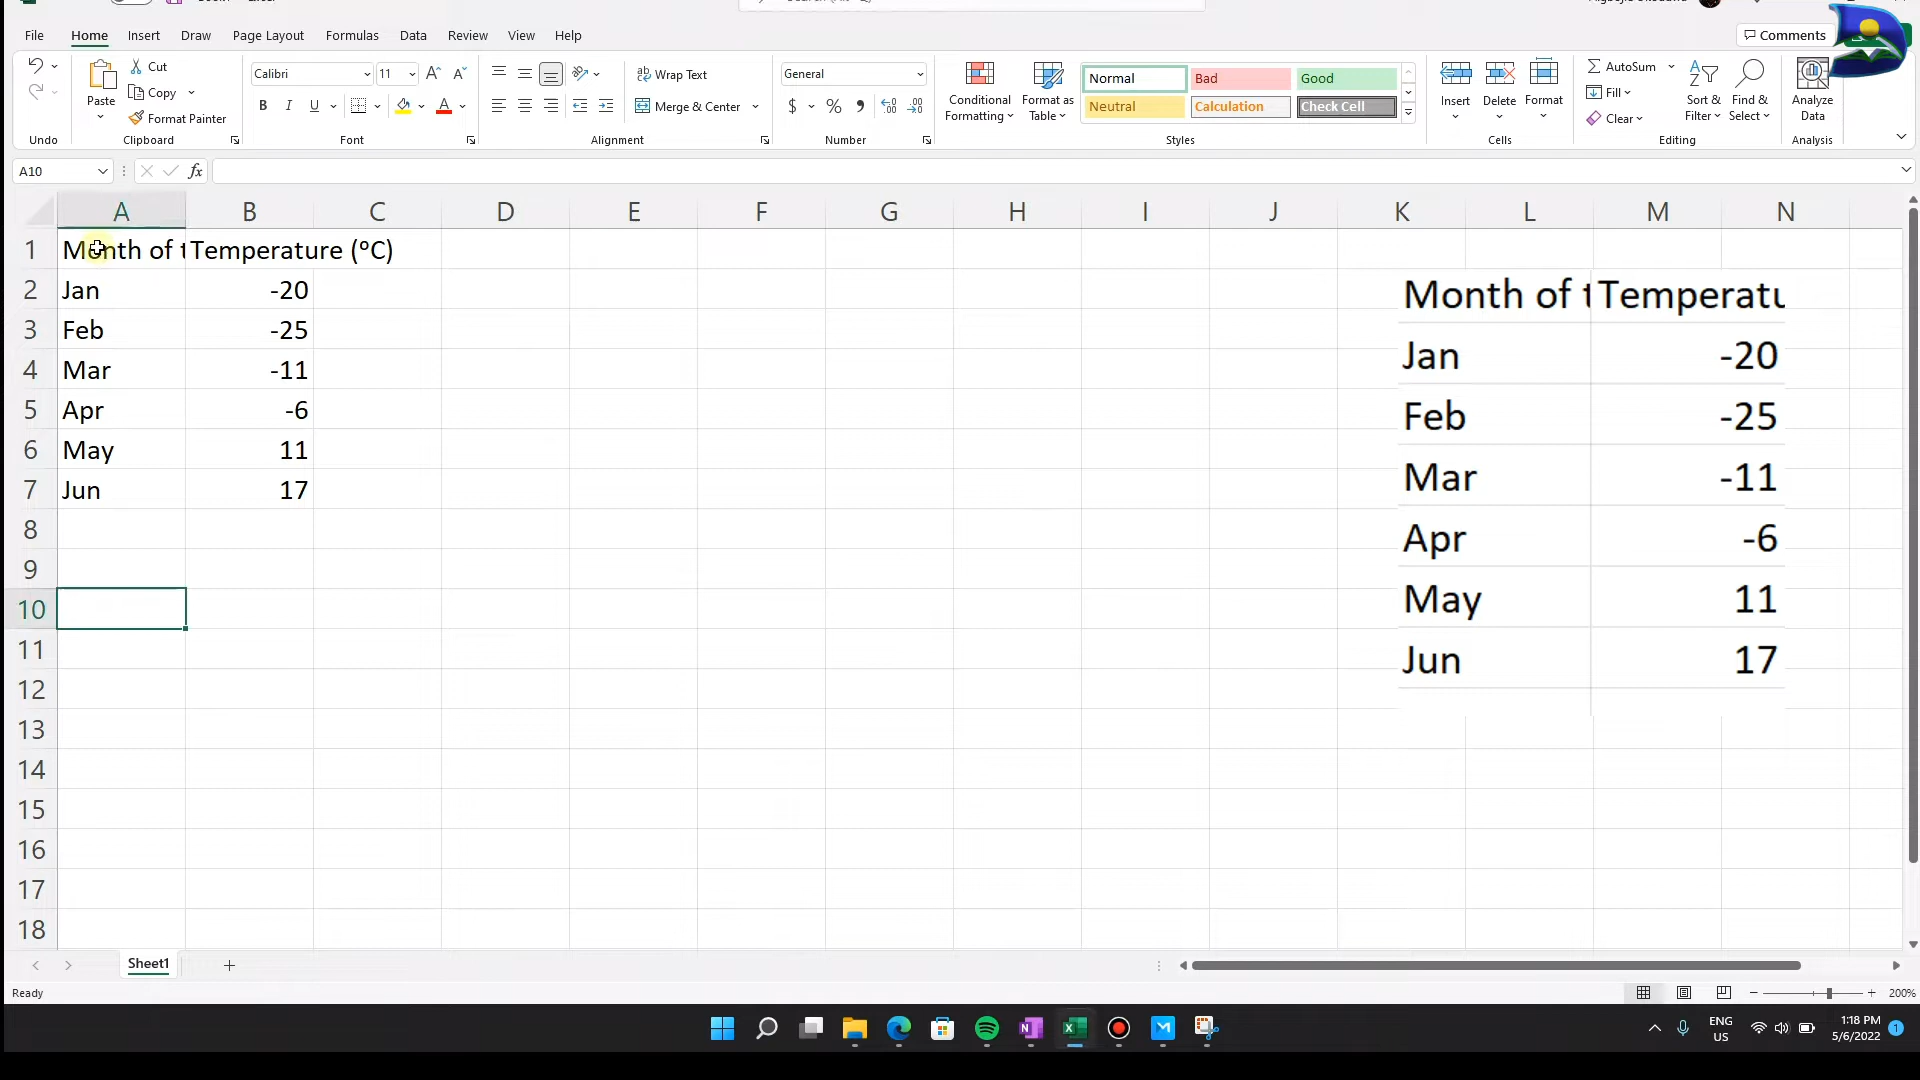 File Home Insert Draw Page Layout Formulas Data Review View Help Comments
Cut
Copy
Format Painter
Paste
Calibri 11
B I U
Wrap Text
Merge & Center
General
$ %
Conditional
Formatting
Format as
Table
Normal Bad Good
Neutral Calculation Check Cell
Insert Delete Format
AutoSum
Fill
Clear
Sort &
Filter
Find &
Select
Analyze
Data
Undo Clipboard Font Alignment Number Styles Cells Editing Analysis
A10 fx
A B C D E F G H I J K L M N
1 Month of t Temperature (ºC)
2 Jan -20
3 Feb -25
4 Mar -11
5 Apr -6
6 May 11
7 Jun 17
8
9
10
11
12
13
14
15
16
17
18
Month of t Temperatu
Jan -20
Feb -25
Mar -11
Apr -6
May 11
Jun 17
Sheet1
Ready
200%
ENG
US
1:18 PM
5/6/2022
1